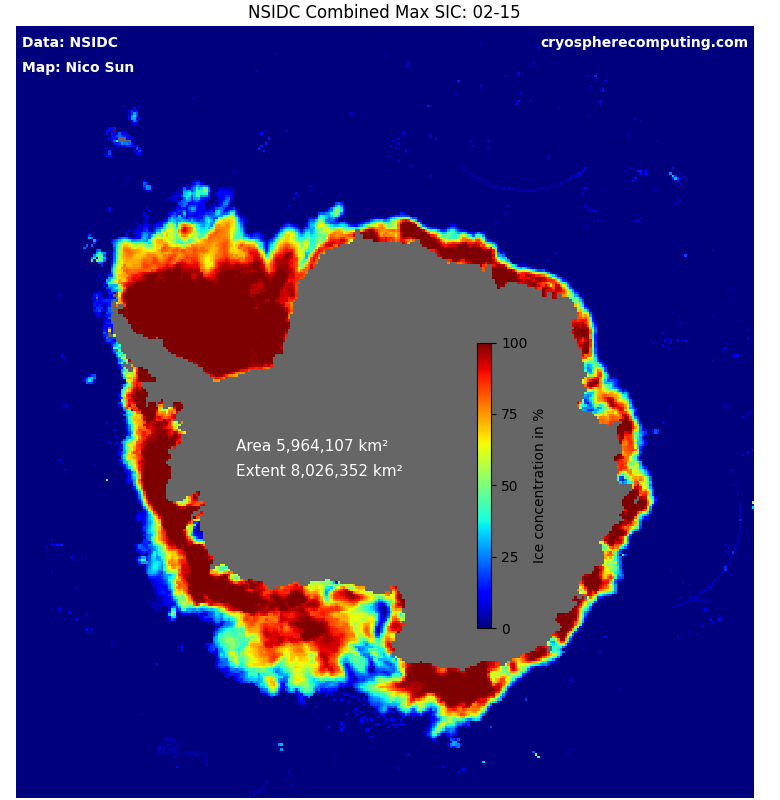 NSIDC Combined Max SIC: 02-15
Data: NSIDC
cryospherecomputing.com
Map: Nico Sun
100
75
50
25
0
Ice concentration in %
Area 5,964,107 km²
Extent 8,026,352 km²